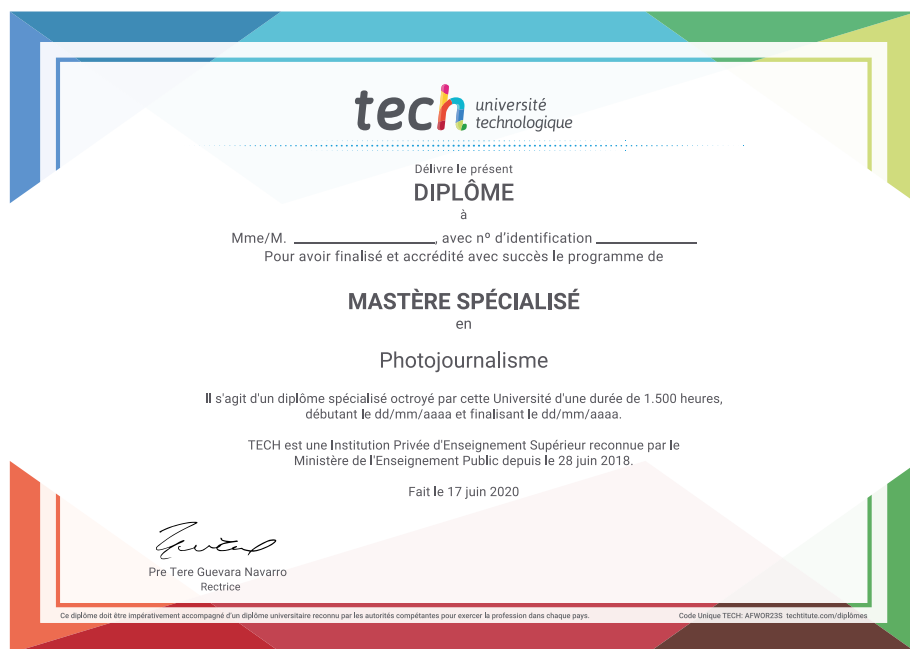 tech université
technologique
Délivre le présent
DIPLÔME
à
Mme/M. ____________________, avec nº d'identification ______________
Pour avoir finalisé et accrédité avec succès le programme de
MASTÈRE SPÉCIALISÉ
en
Photojournalisme
Il s'agit d'un diplôme spécialisé octroyé par cette Université d'une durée de 1.500 heures,
débutant le dd/mm/aaaa et finalisant le dd/mm/aaaa.
TECH est une Institution Privée d'Enseignement Supérieur reconnue par le
Ministère de l'Enseignement Public depuis le 28 juin 2018.
Fait le 17 juin 2020
Pre Tere Guevara Navarro
Rectrice
Ce diplôme doit être impérativement accompagné d'un diplôme universitaire reconnu par les autorités compétantes pour exercer la profession dans chaque pays.
Code Unique TECH: AFWOR23S techtitute.com/diplômes